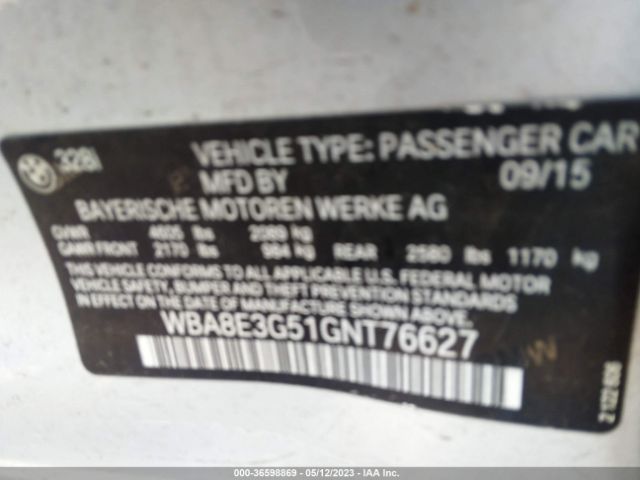 BMW 328i
VEHICLE TYPE: PASSENGER CAR
MFD BY 09/15
BAYERISCHE MOTOREN WERKE AG
GVWR 4605 lbs 2089 kg
GAWR FRONT 2170 lbs 984 kg REAR 2580 lbs 1170 kg
THIS VEHICLE CONFORMS TO ALL APPLICABLE U.S. FEDERAL MOTOR
VEHICLE SAFETY, BUMPER, AND THEFT PREVENTION STANDARDS IN
EFFECT ON THE DATE OF MANUFACTURE SHOWN ABOVE.
WBA8E3G51GNT76627
000-36598869 - 05/12/2023 - IAA Inc.